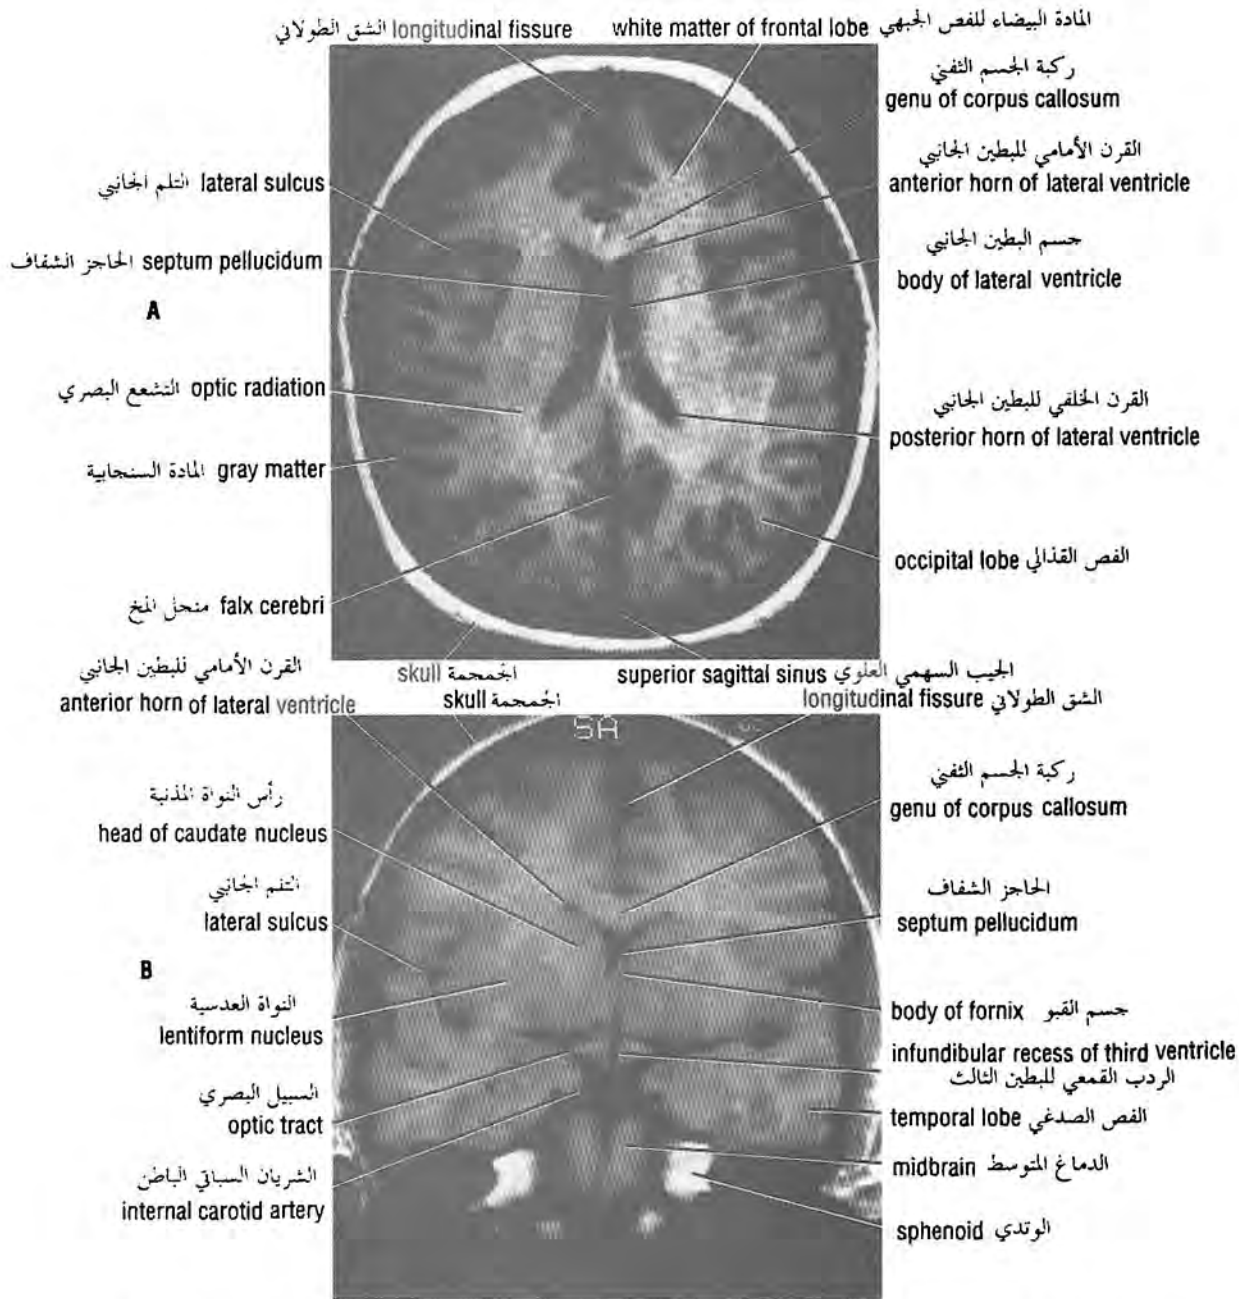 longitudinal fissure الشق الطولاني
white matter of frontal lobe المادة البيضاء للفص الجبهي
ركبة الجسم الثفني
genu of corpus callosum
القرن الأمامي للبطين الجانبي
anterior horn of lateral ventricle
lateral sulcus التلم الجانبي
جسم البطين الجانبي
body of lateral ventricle
septum pellucidum الحاجز الشفاف
A
optic radiation التشعع البصري
القرن الخلفي للبطين الجانبي
posterior horn of lateral ventricle
gray matter المادة السنجابية
occipital lobe الفص القذالي
falx cerebri منجل المخ
skull الجمجمة
superior sagittal sinus الجيب السهمي العلوي
القرن الأمامي للبطين الجانبي
anterior horn of lateral ventricle
skull الجمجمة
longitudinal fissure الشق الطولاني
SA
رأس النواة المذنبة
head of caudate nucleus
ركبة الجسم الثفني
genu of corpus callosum
التلم الجانبي
lateral sulcus
الحاجز الشفاف
septum pellucidum
B
النواة العدسية
lentiform nucleus
body of fornix جسم القبو
infundibular recess of third ventricle
الردب القمعي للبطين الثالث
السبيل البصري
optic tract
temporal lobe الفص الصدغي
midbrain الدماغ المتوسط
الشريان السباتي الباطن
internal carotid artery
sphenoid الوتدي